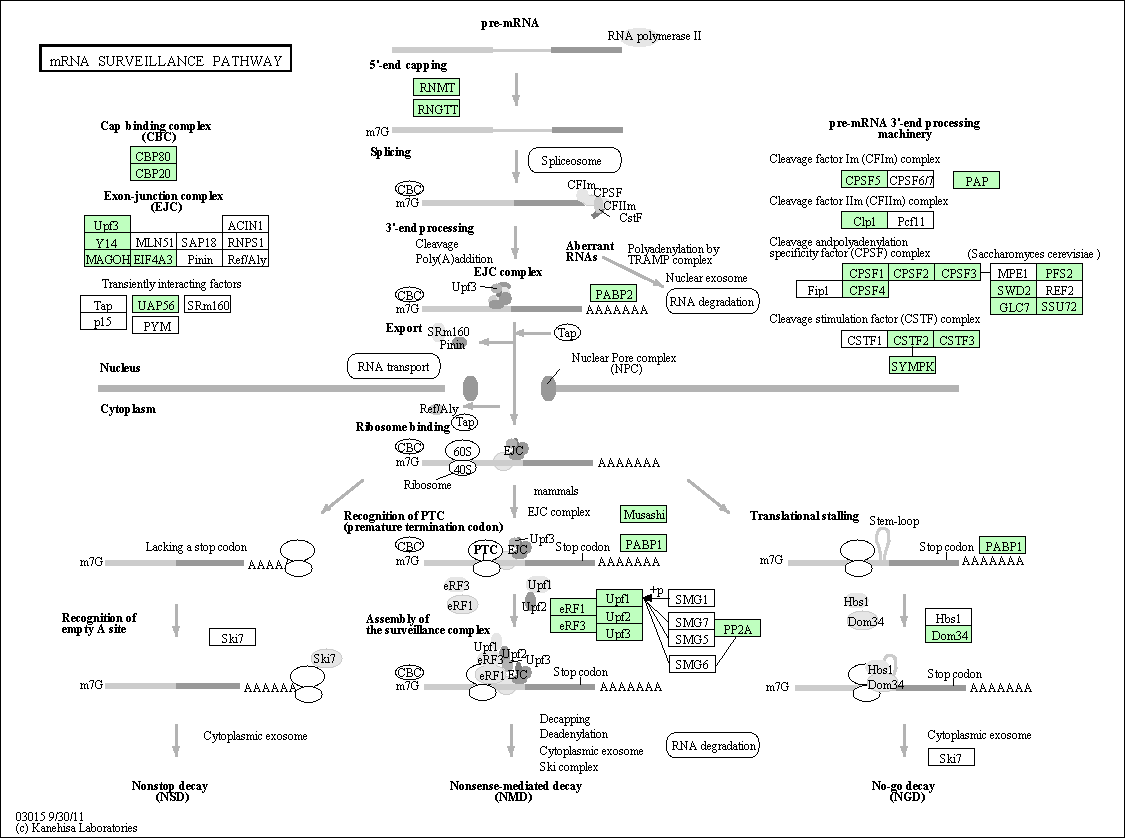 pre-mRNA
RNA polymerase II
mRNA SURVEILLANCE PATHWAY
5'-end capping
RNMT
RNGTT
m7G
Cap binding complex
(CBC)
CBP80
CBP20
Exon-junction complex
(EJC)
Upf3
ACIN1
Y14
MLN51
SAP18
RNPS1
MAGOH
EIF4A3
Pinin
Ref/Aly
Transiently interacting factors
Tap
UAP56
SRm160
p15
PYM
Splicing
Spliceosome
CBC
m7G
CFIm
CPSF
CFIIm
CstF
3'-end processing
Cleavage
Poly(A)addition
Aberrant
RNAs
Polyadenylation by
TRAMP complex
Nuclear exosome
RNA degradation
EJC complex
Upf3
PABP2
CBC
m7G
AAAAAAA
Export
SRm160
Pinin
Tap
RNA transport
Nuclear Pore complex
(NPC)
pre-mRNA 3'-end processing
machinery
Cleavage factor Im (CFIm) complex
CPSF5
CPSF6/7
PAP
Cleavage factor IIm (CFIIm) complex
Clp1
Pcf11
Cleavage andpolyadenylation
specificity factor (CPSF) complex
(Saccharomyces cerevisiae )
CPSF1
CPSF2
CPSF3
MPE1
PFS2
Fip1
CPSF4
SWD2
REF2
GLC7
SSU72
Cleavage stimulation factor (CSTF) complex
CSTF1
CSTF2
CSTF3
SYMPK
Nucleus
Cytoplasm
Ref/Aly
Tap
Ribosome binding
CBC
m7G
60S
40S
EJC
AAAAAAA
Ribosome
mammals
EJC complex
Musashi
Recognition of PTC
(premature termination codon)
CBC
m7G
PTC
EJC
Upf3
Stop codon
PABP1
AAAAAAA
Lacking a stop codon
m7G
AAAA
Translational stalling
Stem-loop
m7G
Stop codon
PABP1
AAAAAAA
eRF3
eRF1
Upf1
Upf2
eRF1
eRF3
Upf1
Upf2
Upf3
+p
SMG1
SMG7
SMG5
SMG6
PP2A
Recognition of
empty A site
Ski7
Ski7
m7G
AAAAAA
Assembly of
the surveillance complex
Upf1
Upf2
eRF3
Upf3
eRF1
EJC
CBC
m7G
Stop codon
AAAAAAA
Hbs1
Dom34
Hbs1
Dom34
Hbs1
Dom34
m7G
Stop codon
AAAAAAA
Cytoplasmic exosome
Decapping
Deadenylation
Cytoplasmic exosome
Ski complex
RNA degradation
Cytoplasmic exosome
Ski7
Nonstop decay
(NSD)
Nonsense-mediated decay
(NMD)
No-go decay
(NGD)
03015 9/30/11
(c) Kanehisa Laboratories